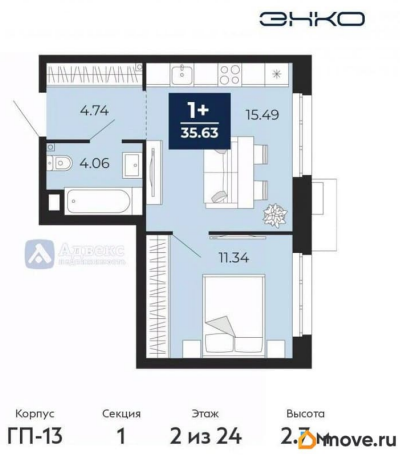 ЭНКО
4.74
1+
35.63
15.49
4.06
Адвекс
недвижимость
11.34
Корпус Секция Этаж Высота
ГП-13 1 2 из 24
move.ru